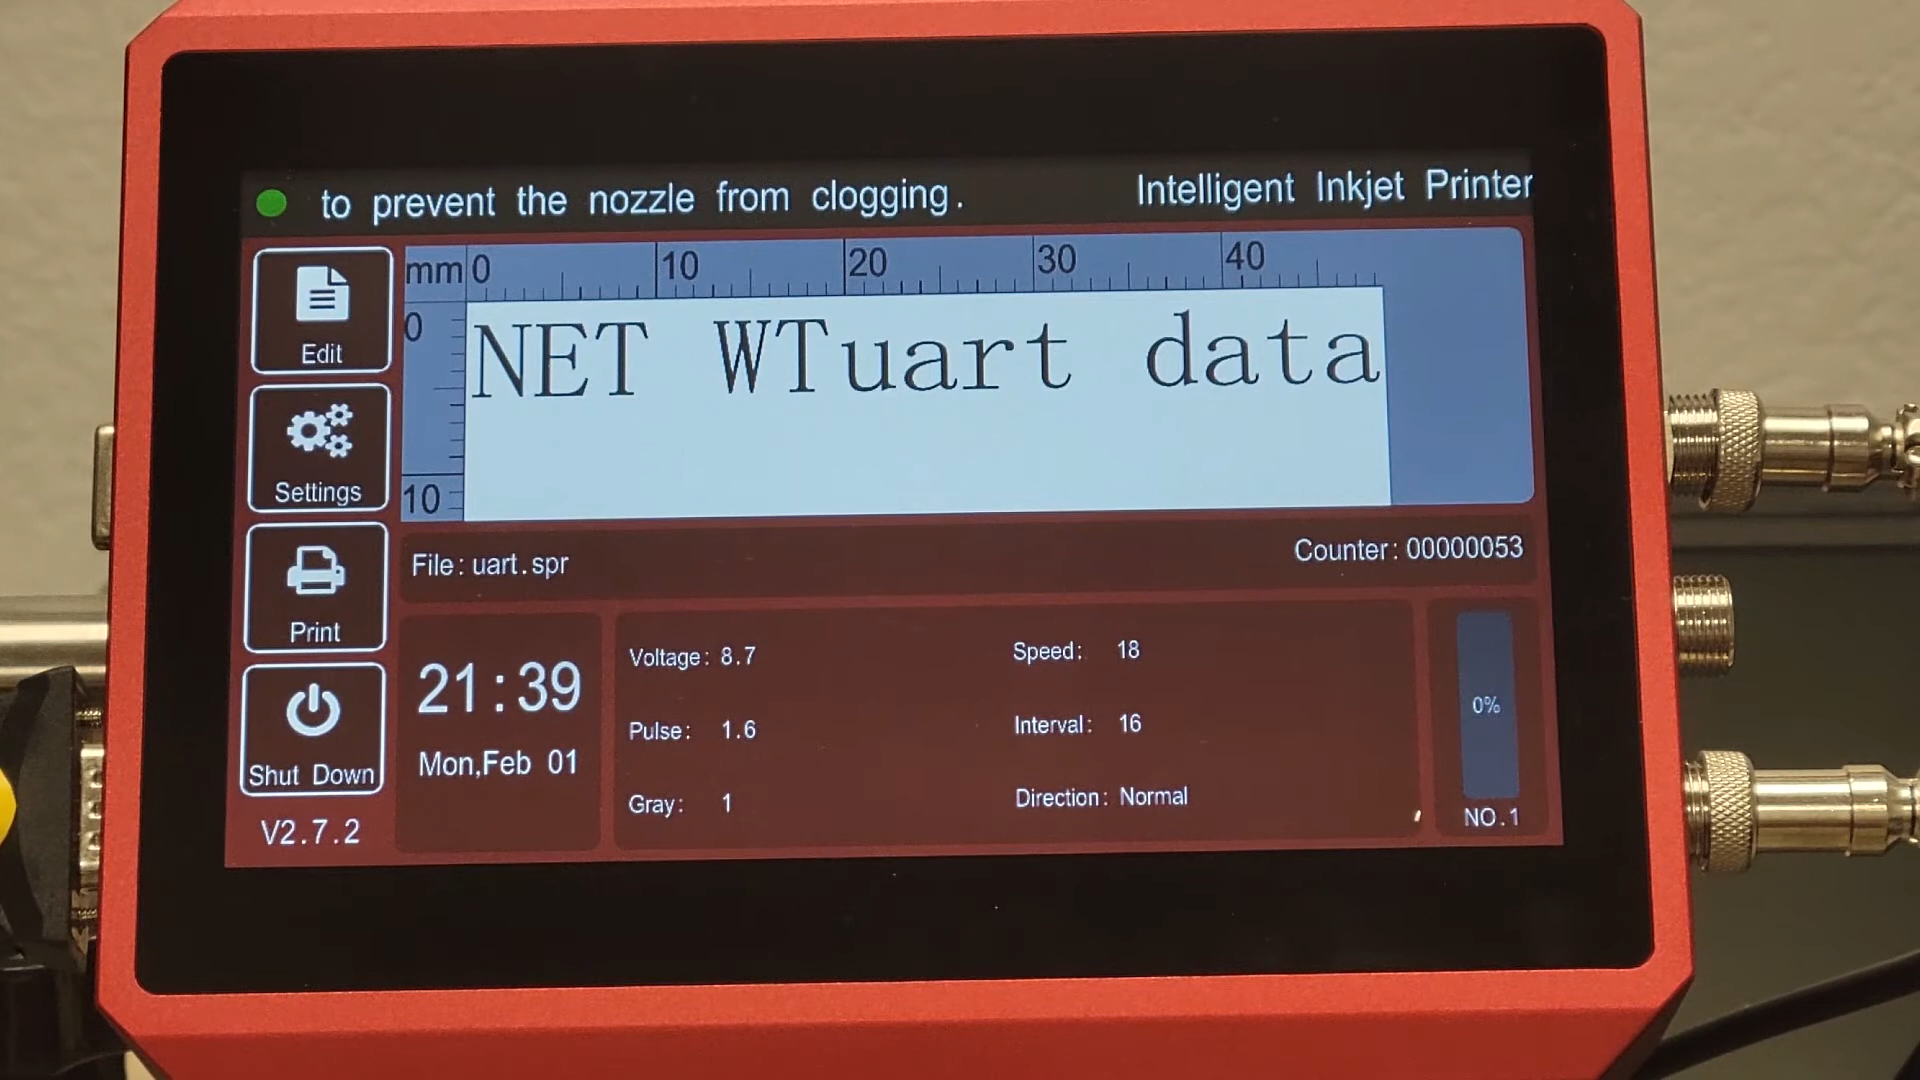 to prevent the nozzle from clogging. Intelligent Inkjet Printer
mm 0 10 20 30 40
0
10
NET WTuart data
Edit
Settings
Print
Shut Down
V2.7.2
File: uart.spr
Counter: 00000053
21:39
Mon,Feb 01
Voltage: 8.7
Pulse: 1.6
Gray: 1
Speed: 18
Interval: 16
Direction: Normal
0%
NO.1